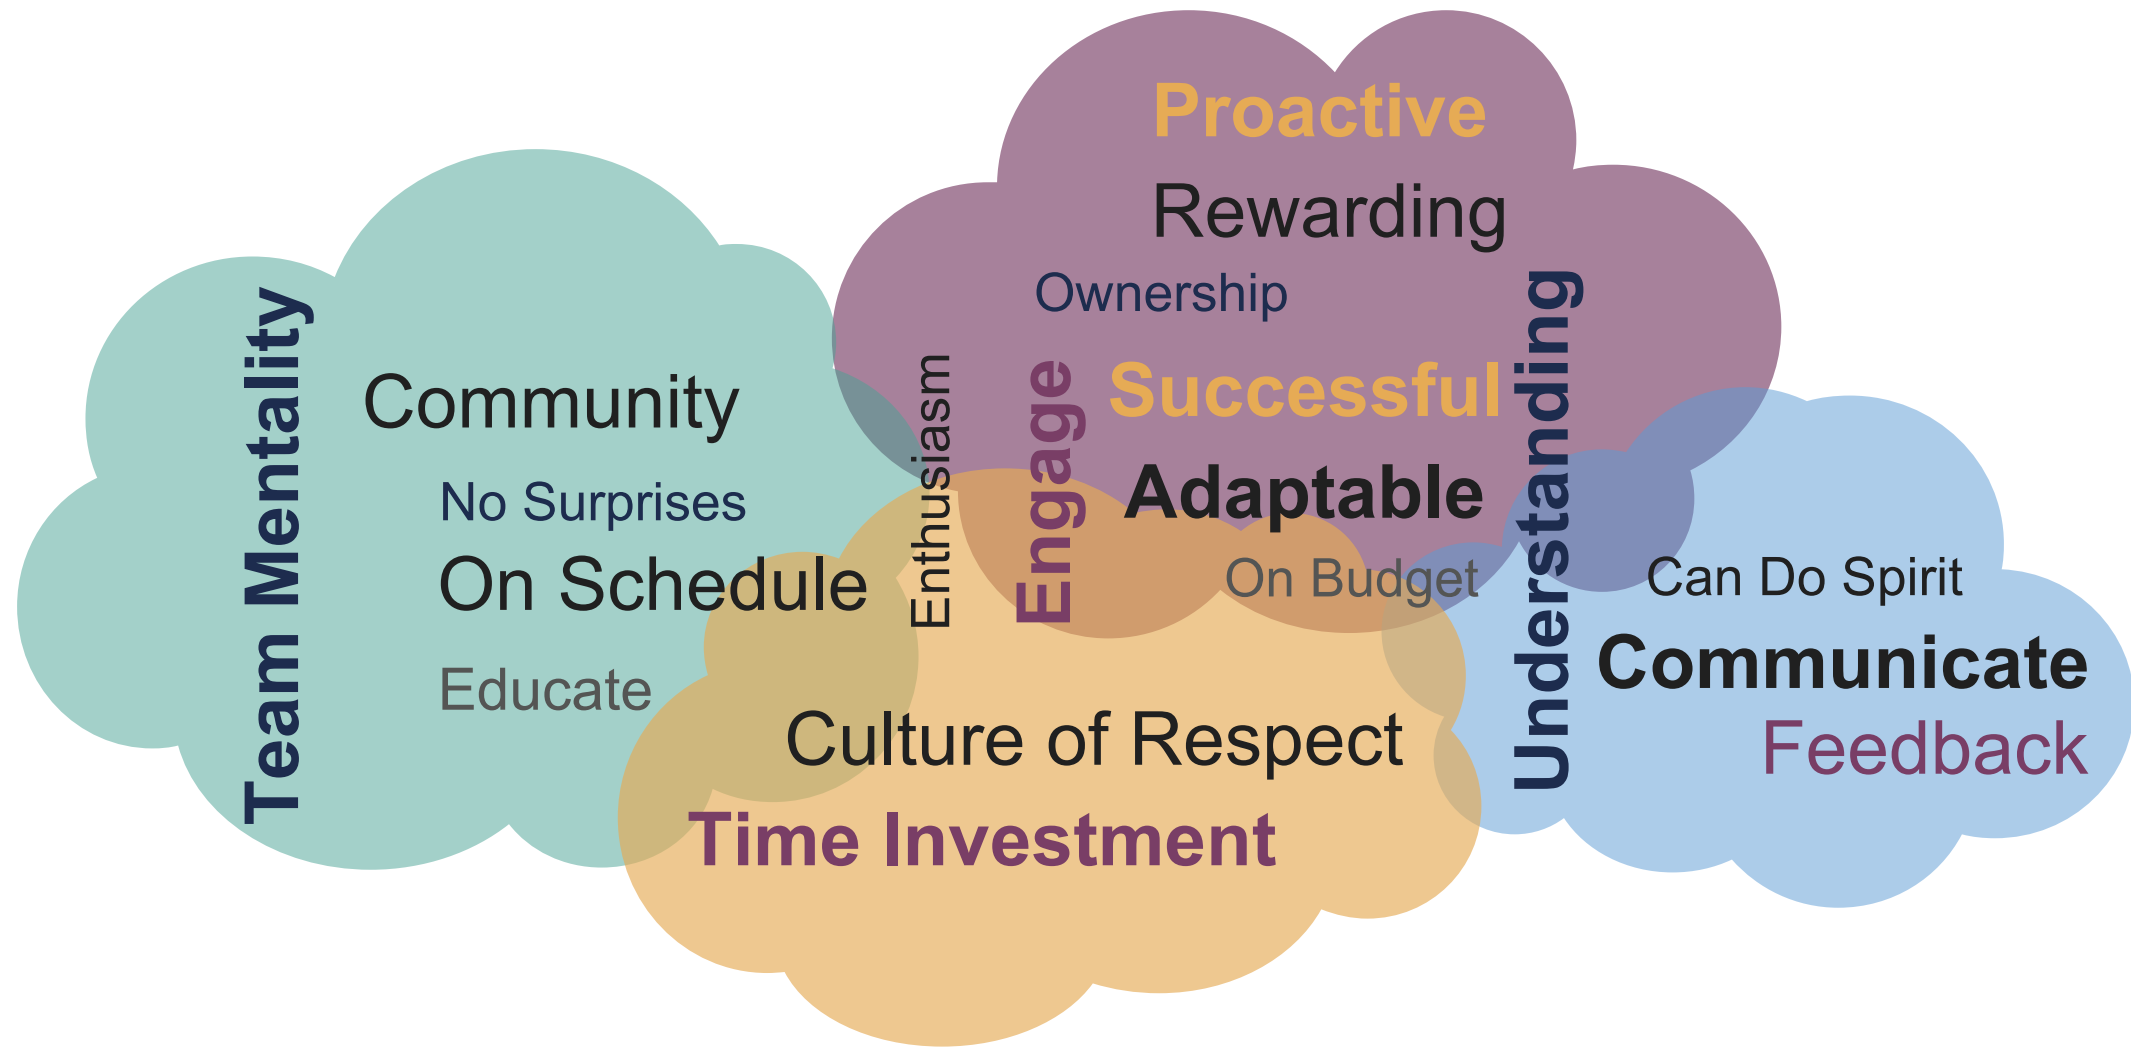 Team Mentality
Community
No Surprises
On Schedule
Educate
Proactive
Rewarding
Ownership
Enthusiasm
Engage
Successful
Adaptable
On Budget
Understanding
Culture of Respect
Time Investment
Can Do Spirit
Communicate
Feedback